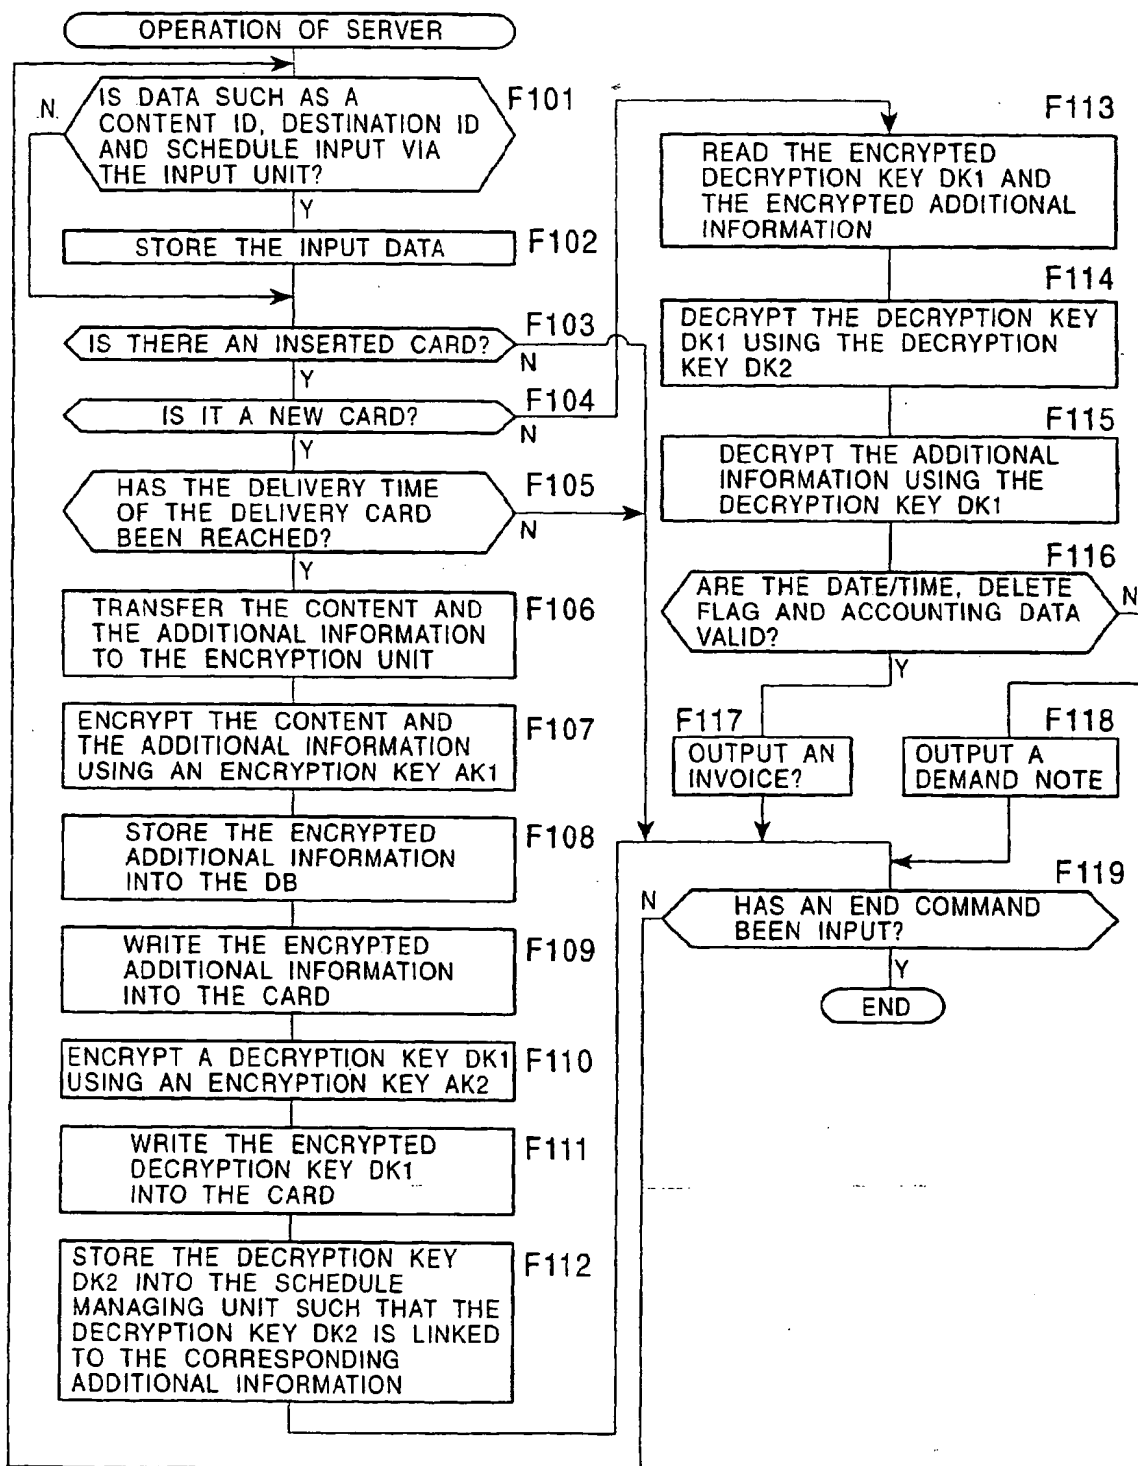 OPERATION OF SERVER
N
IS DATA SUCH AS A
CONTENT ID, DESTINATION ID
AND SCHEDULE INPUT VIA
THE INPUT UNIT?
F101
Y
STORE THE INPUT DATA
F102
IS THERE AN INSERTED CARD?
F103
N
Y
IS IT A NEW CARD?
F104
N
Y
HAS THE DELIVERY TIME
OF THE DELIVERY CARD
BEEN REACHED?
F105
N
Y
TRANSFER THE CONTENT AND
THE ADDITIONAL INFORMATION
TO THE ENCRYPTION UNIT
F106
ENCRYPT THE CONTENT AND
THE ADDITIONAL INFORMATION
USING AN ENCRYPTION KEY AK1
F107
STORE THE ENCRYPTED
ADDITIONAL INFORMATION
INTO THE DB
F108
WRITE THE ENCRYPTED
ADDITIONAL INFORMATION
INTO THE CARD
F109
ENCRYPT A DECRYPTION KEY DK1
USING AN ENCRYPTION KEY AK2
F110
WRITE THE ENCRYPTED
DECRYPTION KEY DK1
INTO THE CARD
F111
STORE THE DECRYPTION KEY
DK2 INTO THE SCHEDULE
MANAGING UNIT SUCH THAT THE
DECRYPTION KEY DK2 IS LINKED
TO THE CORRESPONDING
ADDITIONAL INFORMATION
F112
F113
READ THE ENCRYPTED
DECRYPTION KEY DK1 AND
THE ENCRYPTED ADDITIONAL
INFORMATION
F114
DECRYPT THE DECRYPTION KEY
DK1 USING THE DECRYPTION
KEY DK2
F115
DECRYPT THE ADDITIONAL
INFORMATION USING THE
DECRYPTION KEY DK1
F116
ARE THE DATE/TIME, DELETE
FLAG AND ACCOUNTING DATA
VALID?
N
Y
F117
OUTPUT AN
INVOICE?
F118
OUTPUT A
DEMAND NOTE
F119
N
HAS AN END COMMAND
BEEN INPUT?
Y
END